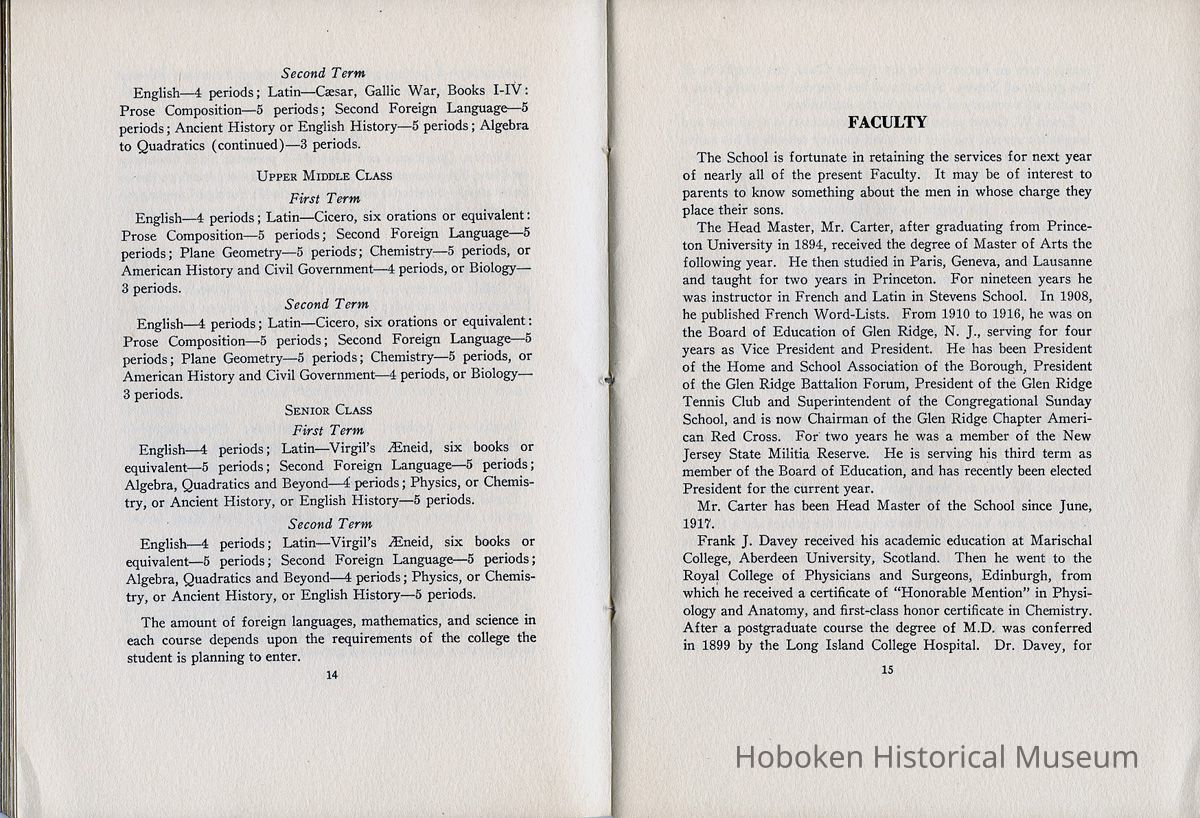 Second Term
English—4 periods; Latin—Cæsar, Gallic War, Books I-IV:
Prose Composition—5 periods; Second Foreign Language—5
periods; Ancient History or English History—5 periods; Algebra
to Quadratics (continued)—3 periods.
UPPER MIDDLE CLASS
First Term
English—4 periods; Latin—Cicero, six orations or equivalent:
Prose Composition—5 periods; Second Foreign Language—5
periods; Plane Geometry—5 periods; Chemistry—5 periods, or
American History and Civil Government—4 periods, or Biology—
3 periods.
Second Term
English—4 periods; Latin—Cicero, six orations or equivalent:
Prose Composition—5 periods; Second Foreign Language—5
periods; Plane Geometry—5 periods; Chemistry—5 periods, or
American History and Civil Government—4 periods, or Biology—
3 periods.
SENIOR CLASS
First Term
English—4 periods; Latin—Virgil's Æneid, six books or
equivalent—5 periods; Second Foreign Language—5 periods;
Algebra, Quadratics and Beyond—4 periods; Physics, or Chemis-
try, or Ancient History, or English History—5 periods.
Second Term
English—4 periods; Latin—Virgil's Æneid, six books or
equivalent—5 periods; Second Foreign Language—5 periods;
Algebra, Quadratics and Beyond—4 periods; Physics, or Chemis-
try, or Ancient History, or English History—5 periods.
The amount of foreign languages, mathematics, and science in
each course depends upon the requirements of the college the
student is planning to enter.
14
FACULTY
The School is fortunate in retaining the services for next year
of nearly all of the present Faculty. It may be of interest to
parents to know something about the men in whose charge they
place their sons.
The Head Master, Mr. Carter, after graduating from Prince-
ton University in 1894, received the degree of Master of Arts the
following year. He then studied in Paris, Geneva, and Lausanne
and taught for two years in Princeton. For nineteen years he
was instructor in French and Latin in Stevens School. In 1908,
he published French Word-Lists. From 1910 to 1916, he was on
the Board of Education of Glen Ridge, N. J., serving for four
years as Vice President and President. He has been President
of the Home and School Association of the Borough, President
of the Glen Ridge Battalion Forum, President of the Glen Ridge
Tennis Club and Superintendent of the Congregational Sunday
School, and is now Chairman of the Glen Ridge Chapter Ameri-
can Red Cross. For two years he was a member of the New
Jersey State Militia Reserve. He is serving his third term as
member of the Board of Education, and has recently been elected
President for the current year.
Mr. Carter has been Head Master of the School since June,
1917.
Frank J. Davey received his academic education at Marischal
College, Aberdeen University, Scotland. Then he went to the
Royal College of Physicians and Surgeons, Edinburgh, from
which he received a certificate of "Honorable Mention" in Physi-
ology and Anatomy, and first-class honor certificate in Chemistry.
After a postgraduate course the degree of M.D. was conferred
in 1899 by the Long Island College Hospital. Dr. Davey, for
15
Hoboken Historical Museum